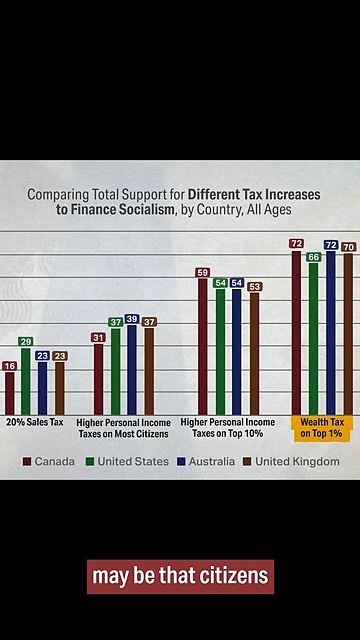 Comparing Total Support for Different Tax Increases
to Finance Socialism, by Country, All Ages
16 29 23 23
31 37 39 37
59 54 54 53
72 66 72 70
20% Sales Tax
Higher Personal Income
Taxes on Most Citizens
Higher Personal Income
Taxes on Top 10%
Wealth Tax
on Top 1%
Canada United States Australia United Kingdom
may be that citizens